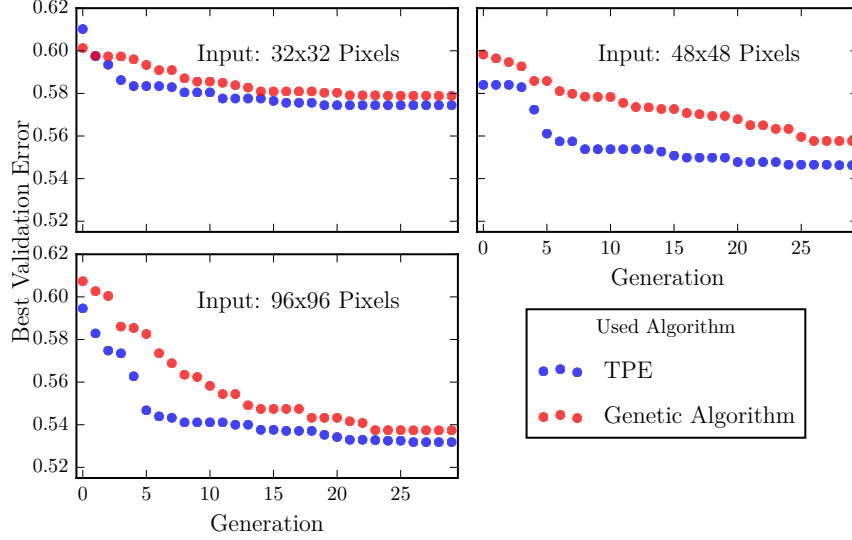 Best Validation Error
0.62
0.60
0.58
0.56
0.54
0.52
Input: 32x32 Pixels
Input: 48x48 Pixels
0 5 10 15 20 25
Generation
0.62
0.60
0.58
0.56
0.54
0.52
Input: 96x96 Pixels
0 5 10 15 20 25
Generation
Used Algorithm
TPE
Genetic Algorithm